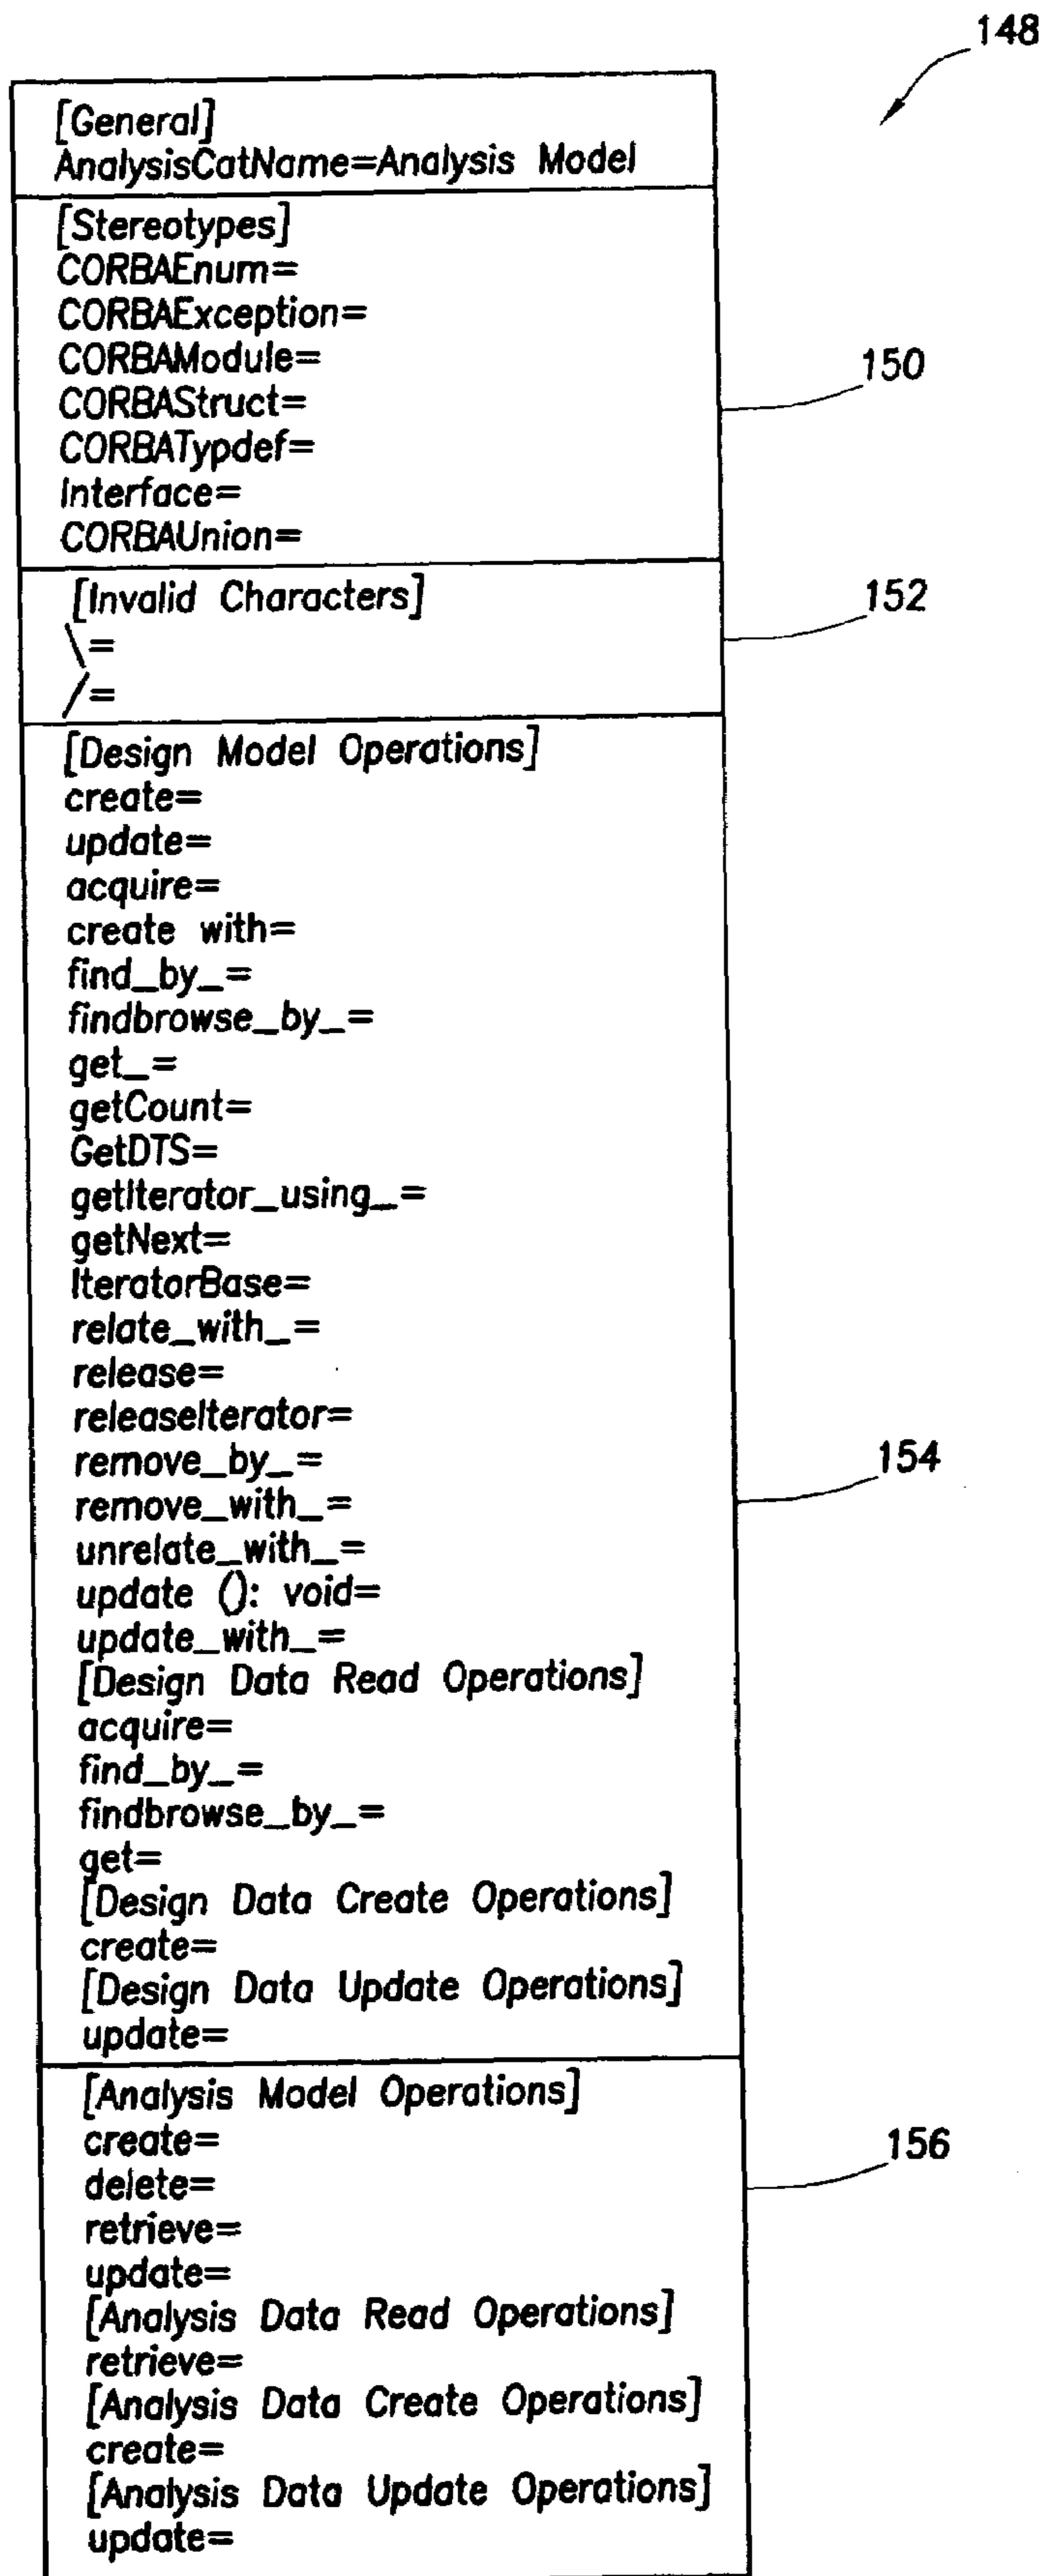 148
[General]
AnalysisCatName=Analysis Model
[Stereotypes]
CORBAEnum=
CORBAException=
CORBAModule=
150
CORBAStruct=
CORBATypdef=
Interface=
CORBAUnion=
[Invalid Characters]
152
\=
/=
[Design Model Operations]
create=
update=
acquire=
create with=
find_by_=
findbrowse_by_=
get_=
getCount=
GetDTS=
getIterator_using_=
getNext=
IteratorBase=
relate_with_=
release=
releaseIterator=
remove_by_=
154
remove_with_=
unrelate_with_=
update (): void=
update_with_=
[Design Data Read Operations]
acquire=
find_by_=
findbrowse_by_=
get=
[Design Data Create Operations]
create=
[Design Data Update Operations]
update=
[Analysis Model Operations]
create=
156
delete=
retrieve=
update=
[Analysis Data Read Operations]
retrieve=
[Analysis Data Create Operations]
create=
[Analysis Data Update Operations]
update=